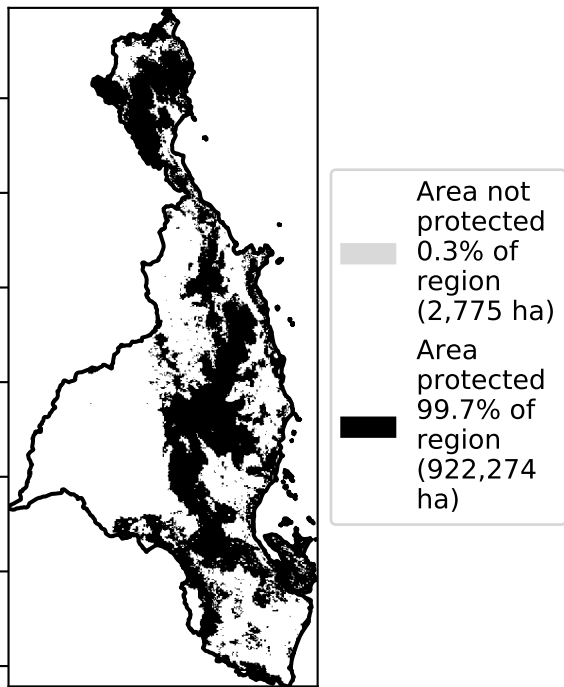 Area not
protected
0.3% of
region
(2,775 ha)
Area
protected
99.7% of
region
(922,274
ha)